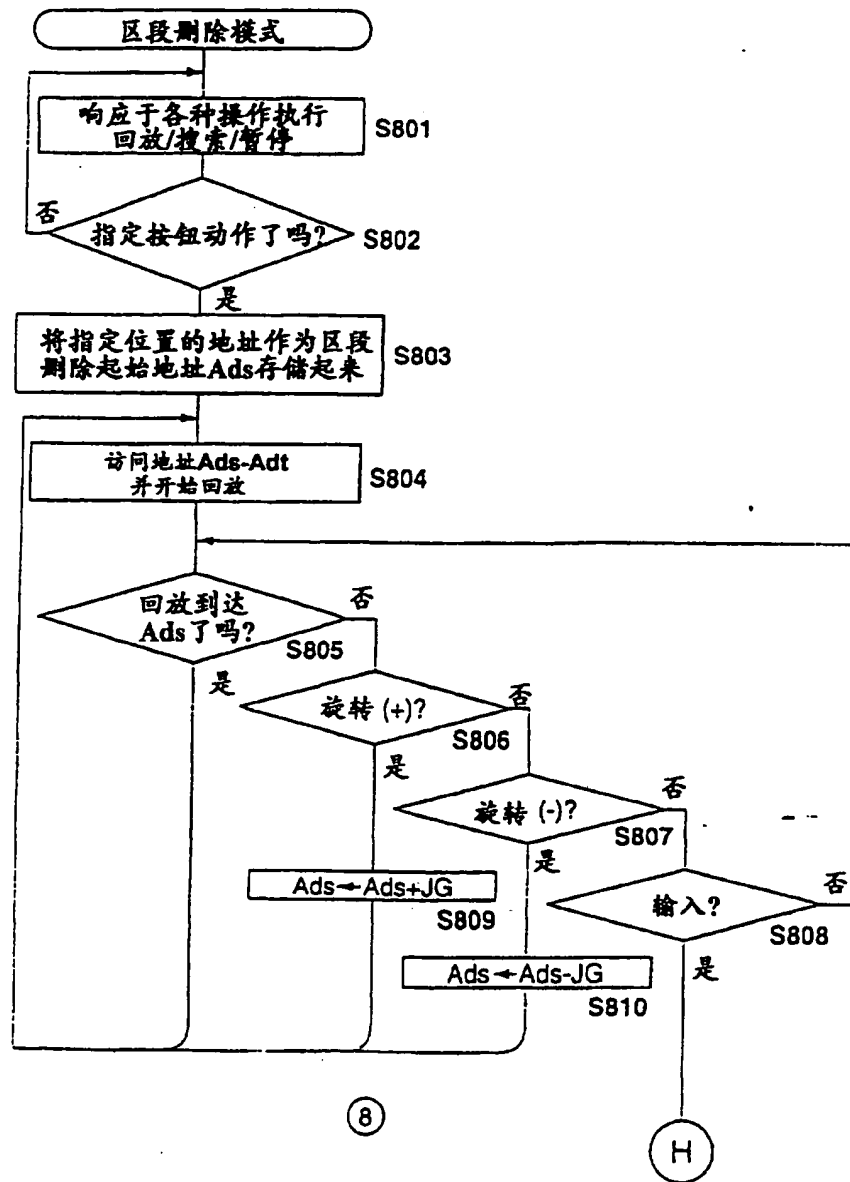 区段删除模式
响应于各种操作执行
回放/搜索/暂停
S801
否
指定按钮动作了吗?
S802
是
将指定位置的地址作为区段
删除起始地址Ads存储起来
S803
访问地址Ads-Adt
并开始回放
S804
回放到达
Ads了吗?
否
S805
是
旋转 (+)?
否
S806
是
旋转 (-)?
否
S807
是
Ads←Ads+JG
S809
输入?
否
S808
是
Ads←Ads-JG
S810
8
H